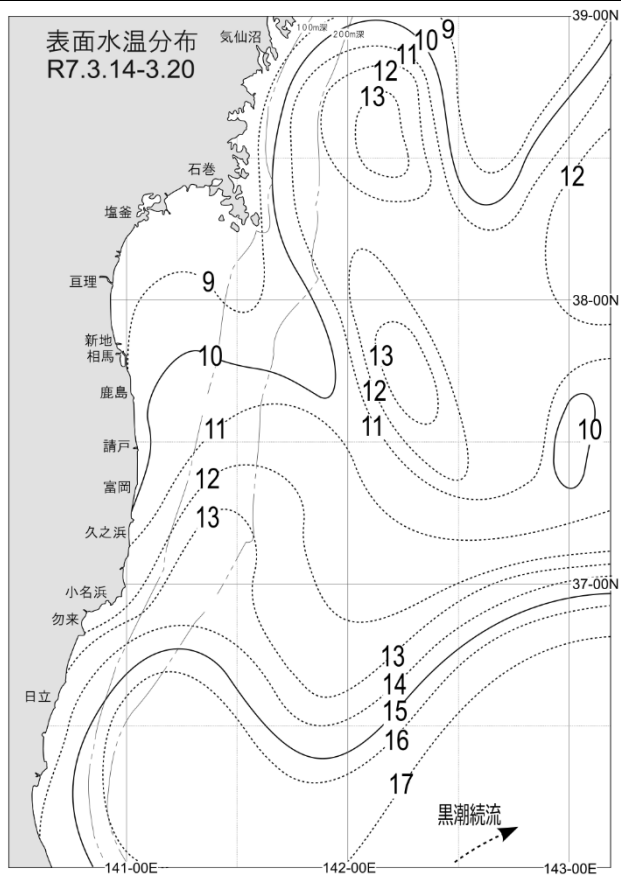 39-00N
表面水温分布
R7.3.14-3.20
気仙沼
100m深
200m深
9
10
11
12
13
石巻
12
塩釜
亘理
9
38-00N
新地
相馬
10
13
鹿島
12
11
11
10
請戸
12
富岡
13
久之浜
37-00N
小名浜
勿来
13
14
日立
15
16
17
黒潮続流
141-00E
142-00E
143-00E